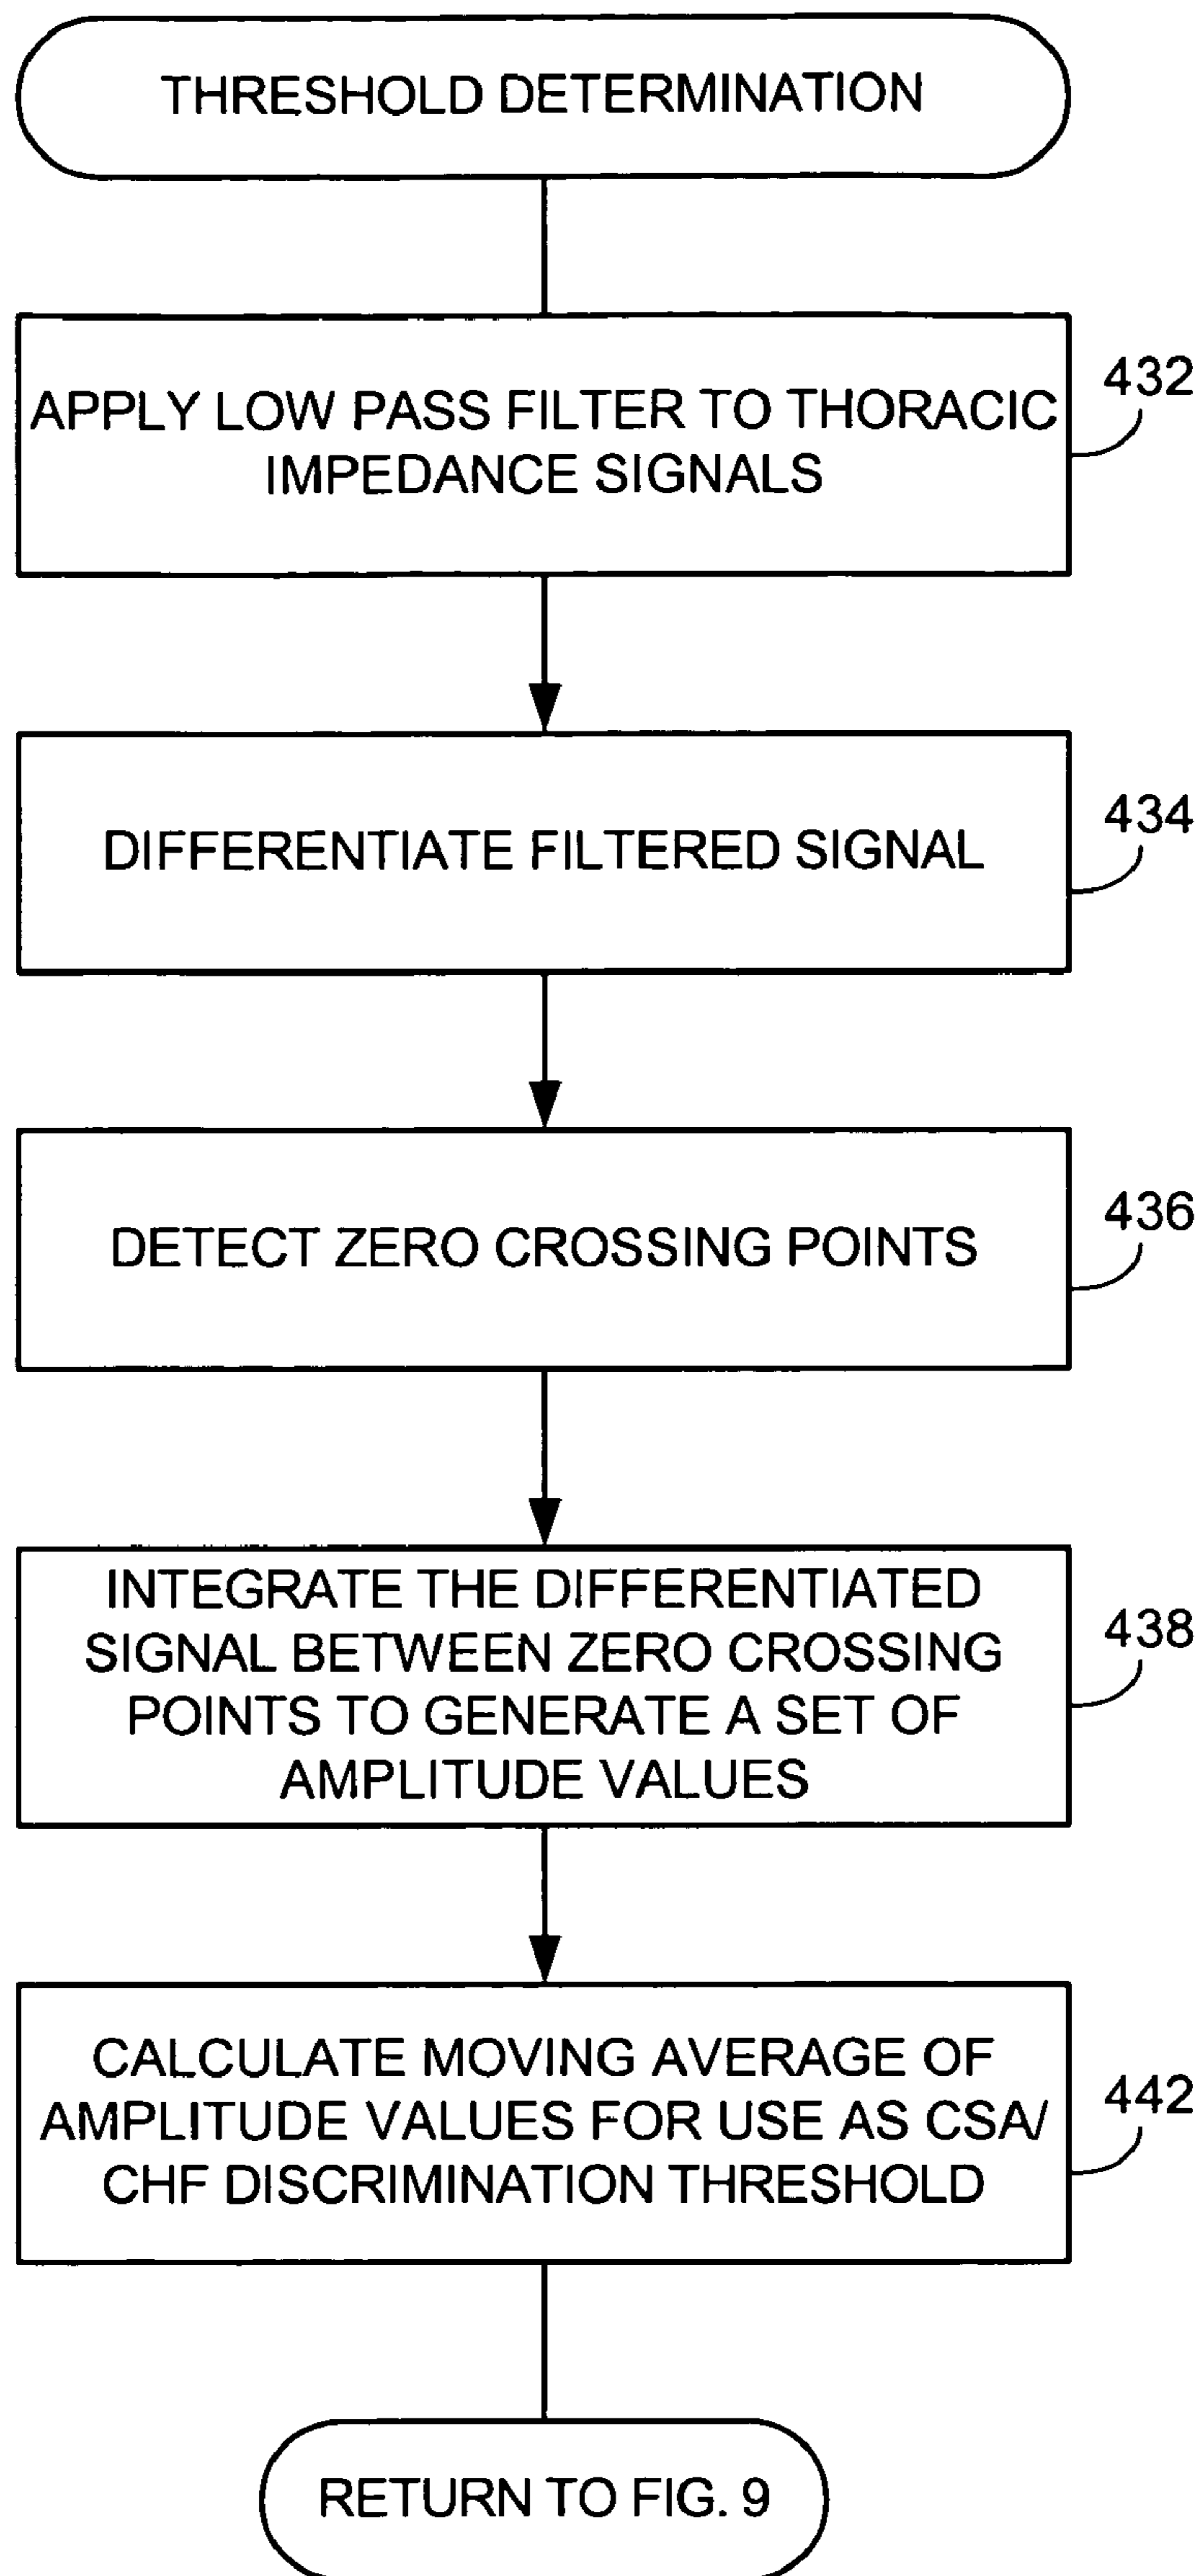 THRESHOLD DETERMINATION
APPLY LOW PASS FILTER TO THORACIC
IMPEDANCE SIGNALS
432
DIFFERENTIATE FILTERED SIGNAL
434
DETECT ZERO CROSSING POINTS
436
INTEGRATE THE DIFFERENTIATED
SIGNAL BETWEEN ZERO CROSSING
POINTS TO GENERATE A SET OF
AMPLITUDE VALUES
438
CALCULATE MOVING AVERAGE OF
AMPLITUDE VALUES FOR USE AS CSA/
CHF DISCRIMINATION THRESHOLD
442
RETURN TO FIG. 9